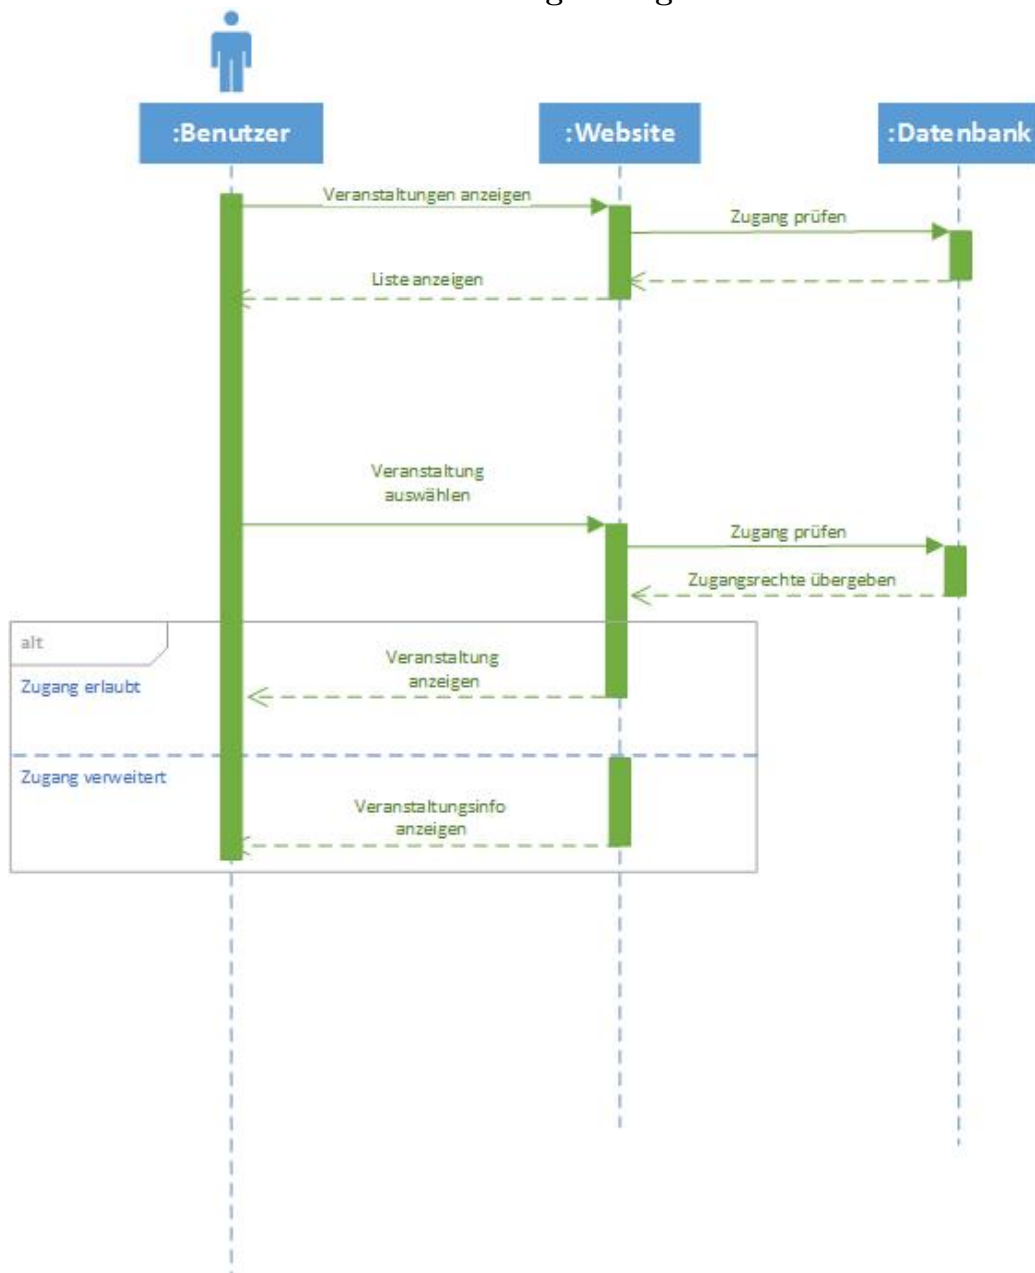 :Benutzer
:Website
:Datenbank
Veranstaltungen anzeigen
Zugang prüfen
Liste anzeigen
Veranstaltung
auswählen
Zugang prüfen
Zugangsrechte übergeben
alt
Veranstaltung
anzeigen
Zugang erlaubt
Zugang verweitert
Veranstaltungsinfo
anzeigen